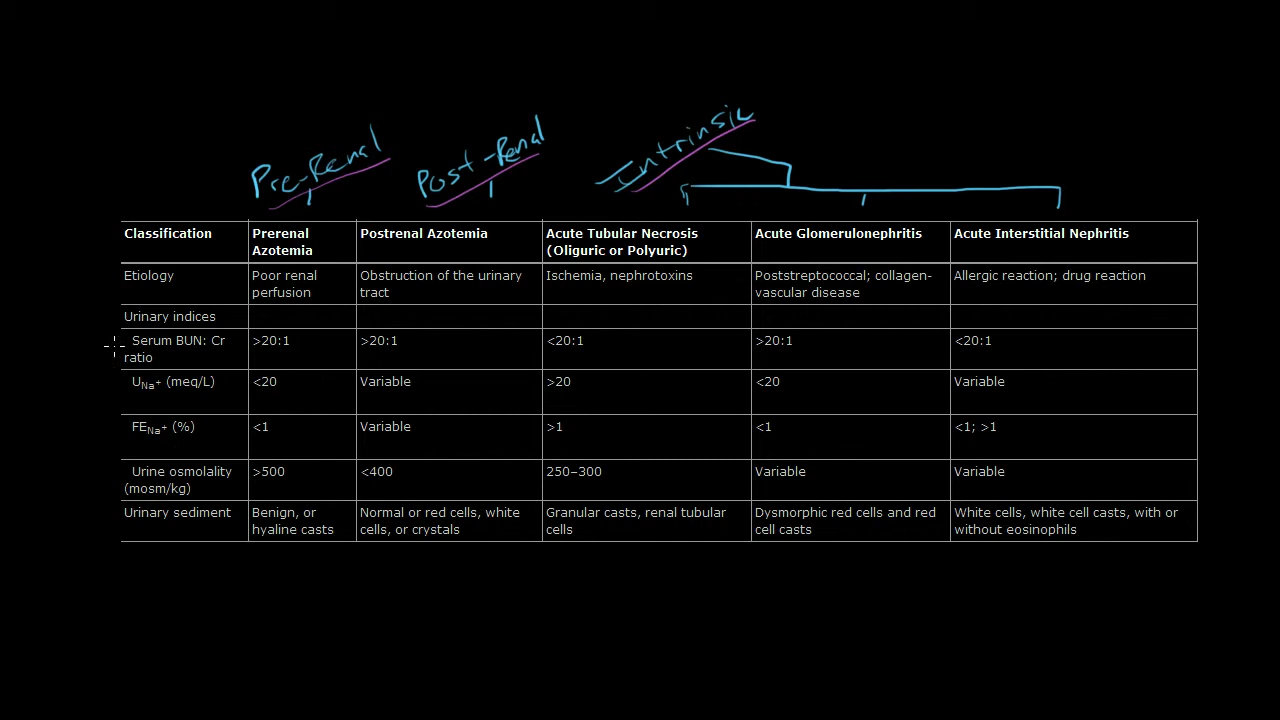 Pre-Renal
Post-Renal
Intrinsic
Classification
Prerenal
Azotemia
Postrenal Azotemia
Acute Tubular Necrosis
(Oliguric or Polyuric)
Acute Glomerulonephritis
Acute Interstitial Nephritis
Etiology
Poor renal
perfusion
Obstruction of the urinary
tract
Ischemia, nephrotoxins
Poststreptococcal; collagen-
vascular disease
Allergic reaction; drug reaction
Urinary indices
Serum BUN: Cr
ratio
>20:1
>20:1
<20:1
>20:1
<20:1
UNa+ (meq/L)
<20
Variable
>20
<20
Variable
FENa+ (%)
<1
Variable
>1
<1
<1; >1
Urine osmolality
(mosm/kg)
>500
<400
250–300
Variable
Variable
Urinary sediment
Benign, or
hyaline casts
Normal or red cells, white
cells, or crystals
Granular casts, renal tubular
cells
Dysmorphic red cells and red
cell casts
White cells, white cell casts, with or
without eosinophils